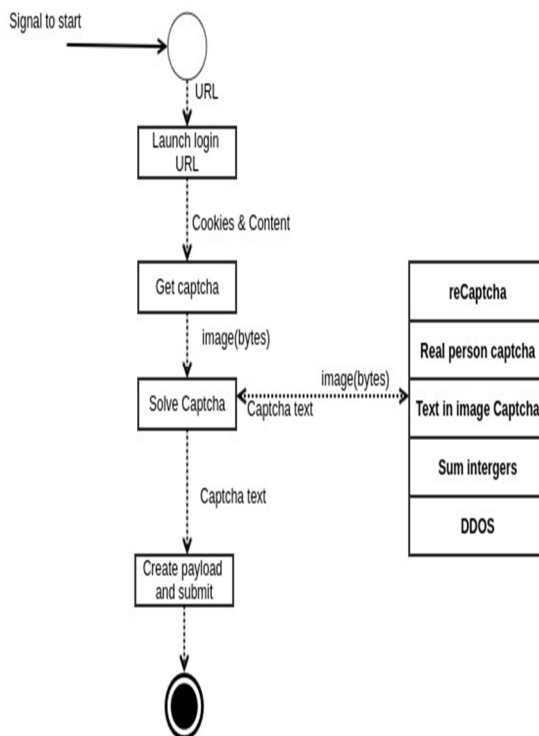 Signal to start
URL
Launch login
URL
Cookies & Content
Get captcha
image(bytes)
Solve Captcha
image(bytes)
Captcha text
Captcha text
Create payload
and submit
reCaptcha
Real person captcha
Text in image Captcha
Sum intergers
DDOS